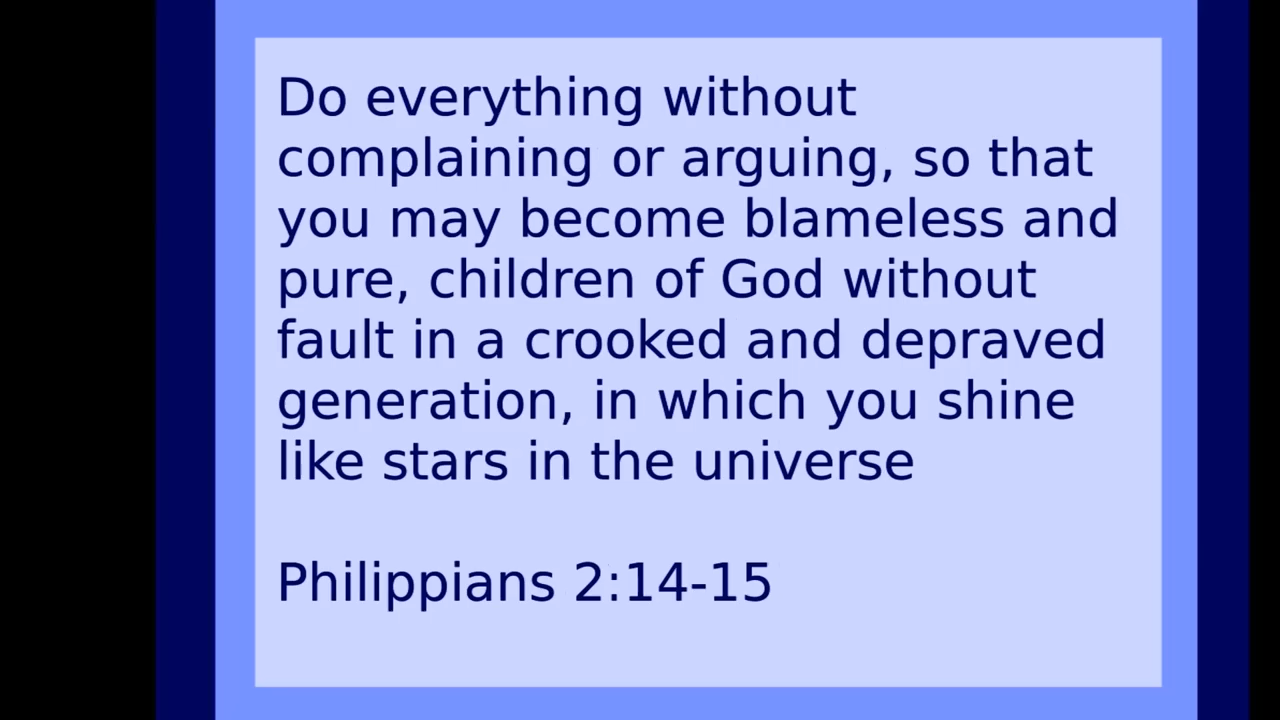 Do everything without
complaining or arguing, so that
you may become blameless and
pure, children of God without
fault in a crooked and depraved
generation, in which you shine
like stars in the universe
Philippians 2:14-15